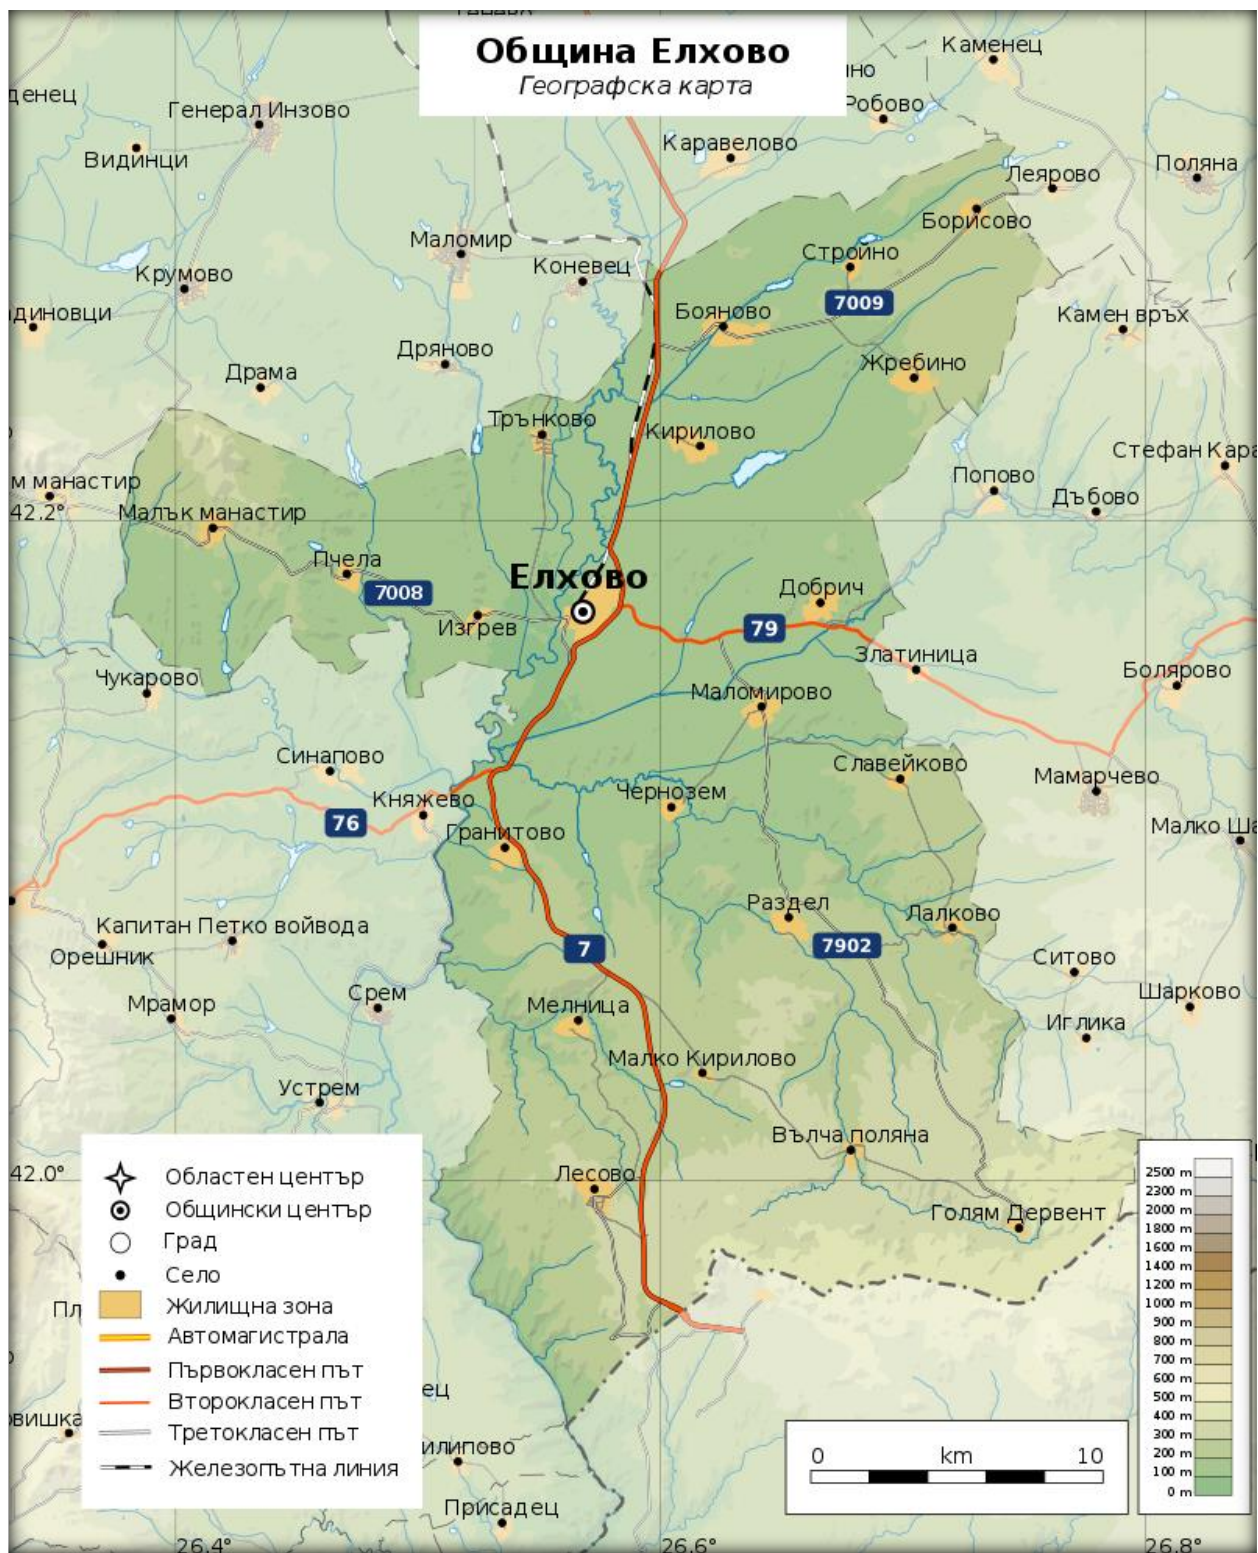 Община Елхово
Географска карта
Каменец
Робово
Генерал Инзово
Видинци
Каравелово
Леярово
Поляна
Борисово
Маломир
Стройно
Коневец
Крумово
7009
Бояново
Камен връх
Дряново
Драма
Жребино
Трънково
Кирилово
Стефан Кара
Попово
м манастир
Дъбово
42.2°
Малък манастир
Пчела
Елхово
7008
Добрич
Изгрев
79
Златиница
Чукарово
Маломирово
Болярово
Синапово
Славейково
Мамарчево
Княжево
Чернозем
76
Гранитово
Малко Ша
Раздел
Лалково
Капитан Петко войвода
Орешник
7
7902
Ситово
Мрамор
Срем
Мелница
Шарково
Иглика
Малко Кирилово
Устрем
Вълча поляна
42.0°
Лесово
Голям Дервент
Областен център
Общински център
Град
Село
Жилищна зона
Автомагистрала
Първокласен път
Второкласен път
Третокласен път
Железопътна линия
2500 m
2300 m
2000 m
1800 m
1600 m
1400 m
1200 m
1000 m
900 m
800 m
700 m
600 m
500 m
400 m
300 m
200 m
100 m
0 m
0 km 10
Присадец
26.4°
26.6°
26.8°